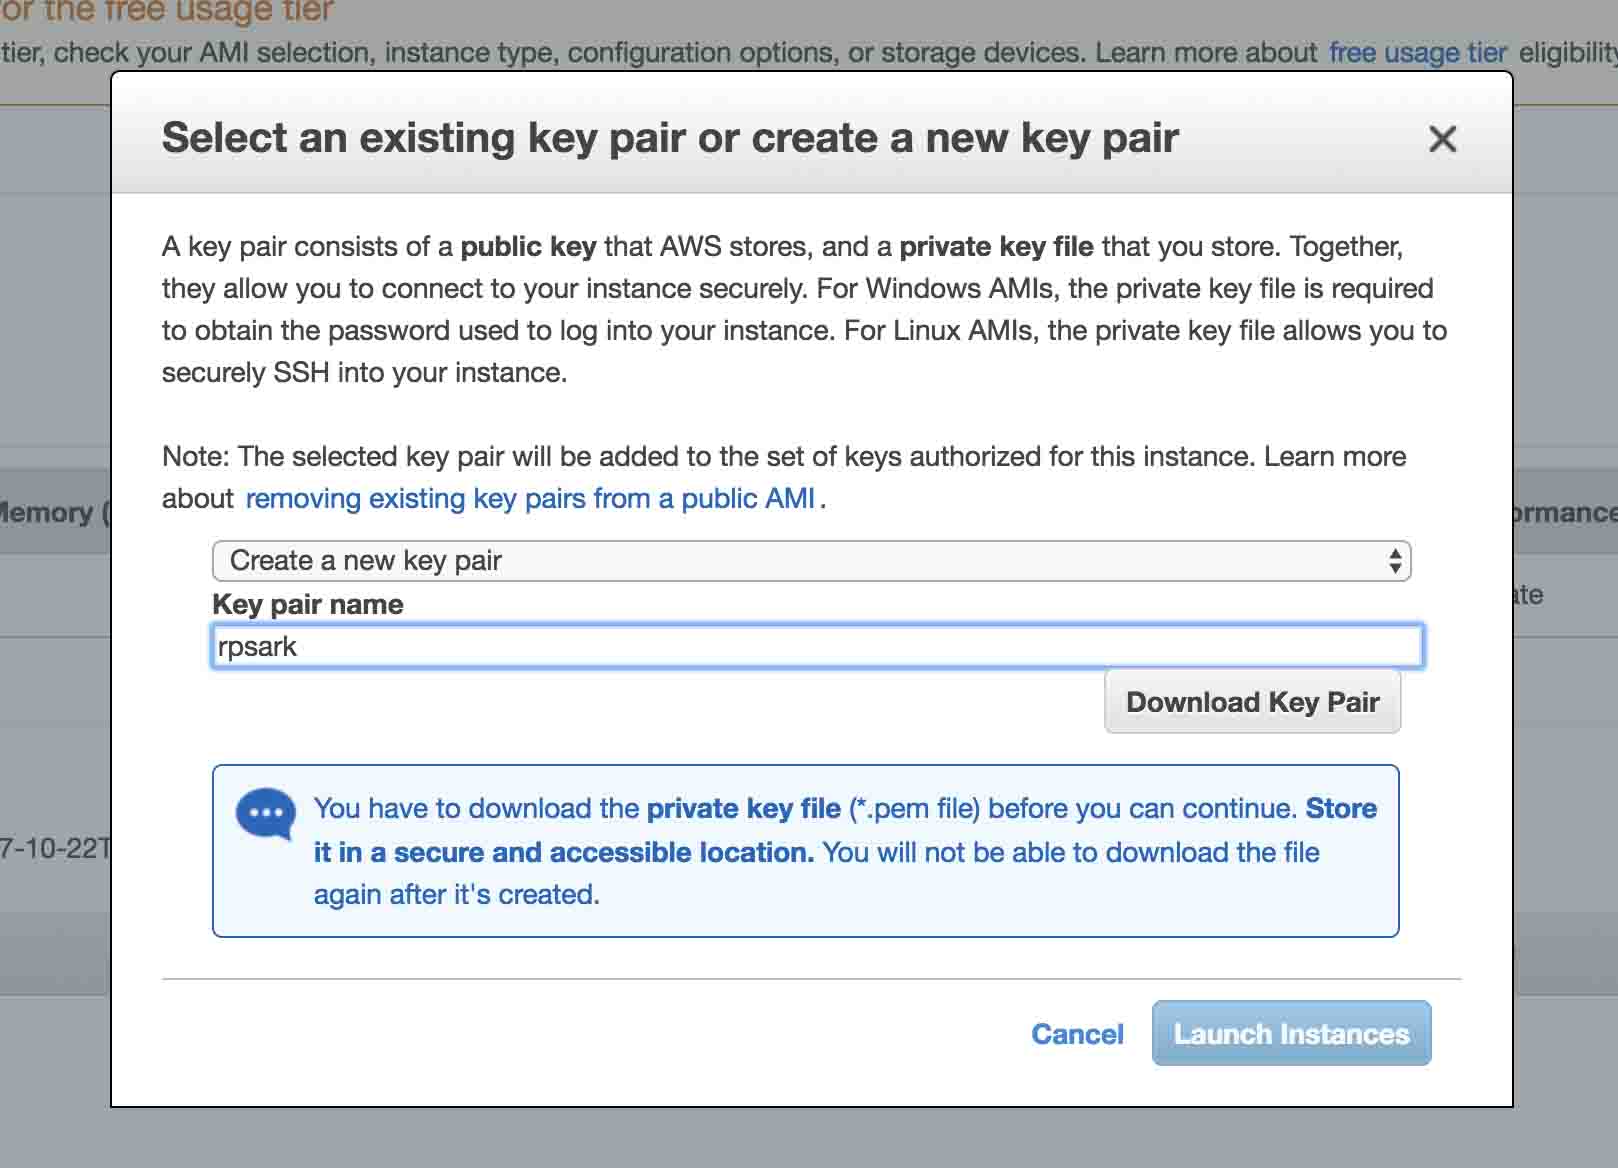 or the free usage tier
tier, check your AMI selection, instance type, configuration options, or storage devices. Learn more about free usage tier eligibility
Select an existing key pair or create a new key pair
A key pair consists of a public key that AWS stores, and a private key file that you store. Together,
they allow you to connect to your instance securely. For Windows AMIs, the private key file is required
to obtain the password used to log into your instance. For Linux AMIs, the private key file allows you to
securely SSH into your instance.
Note: The selected key pair will be added to the set of keys authorized for this instance. Learn more
about removing existing key pairs from a public AMI.
Memory (
ormance
Create a new key pair
Key pair name
ate
rpsark
Download Key Pair
You have to download the private key file (*.pem file) before you can continue. Store
it in a secure and accessible location. You will not be able to download the file
again after it's created.
7-10-22T
Cancel Launch Instances